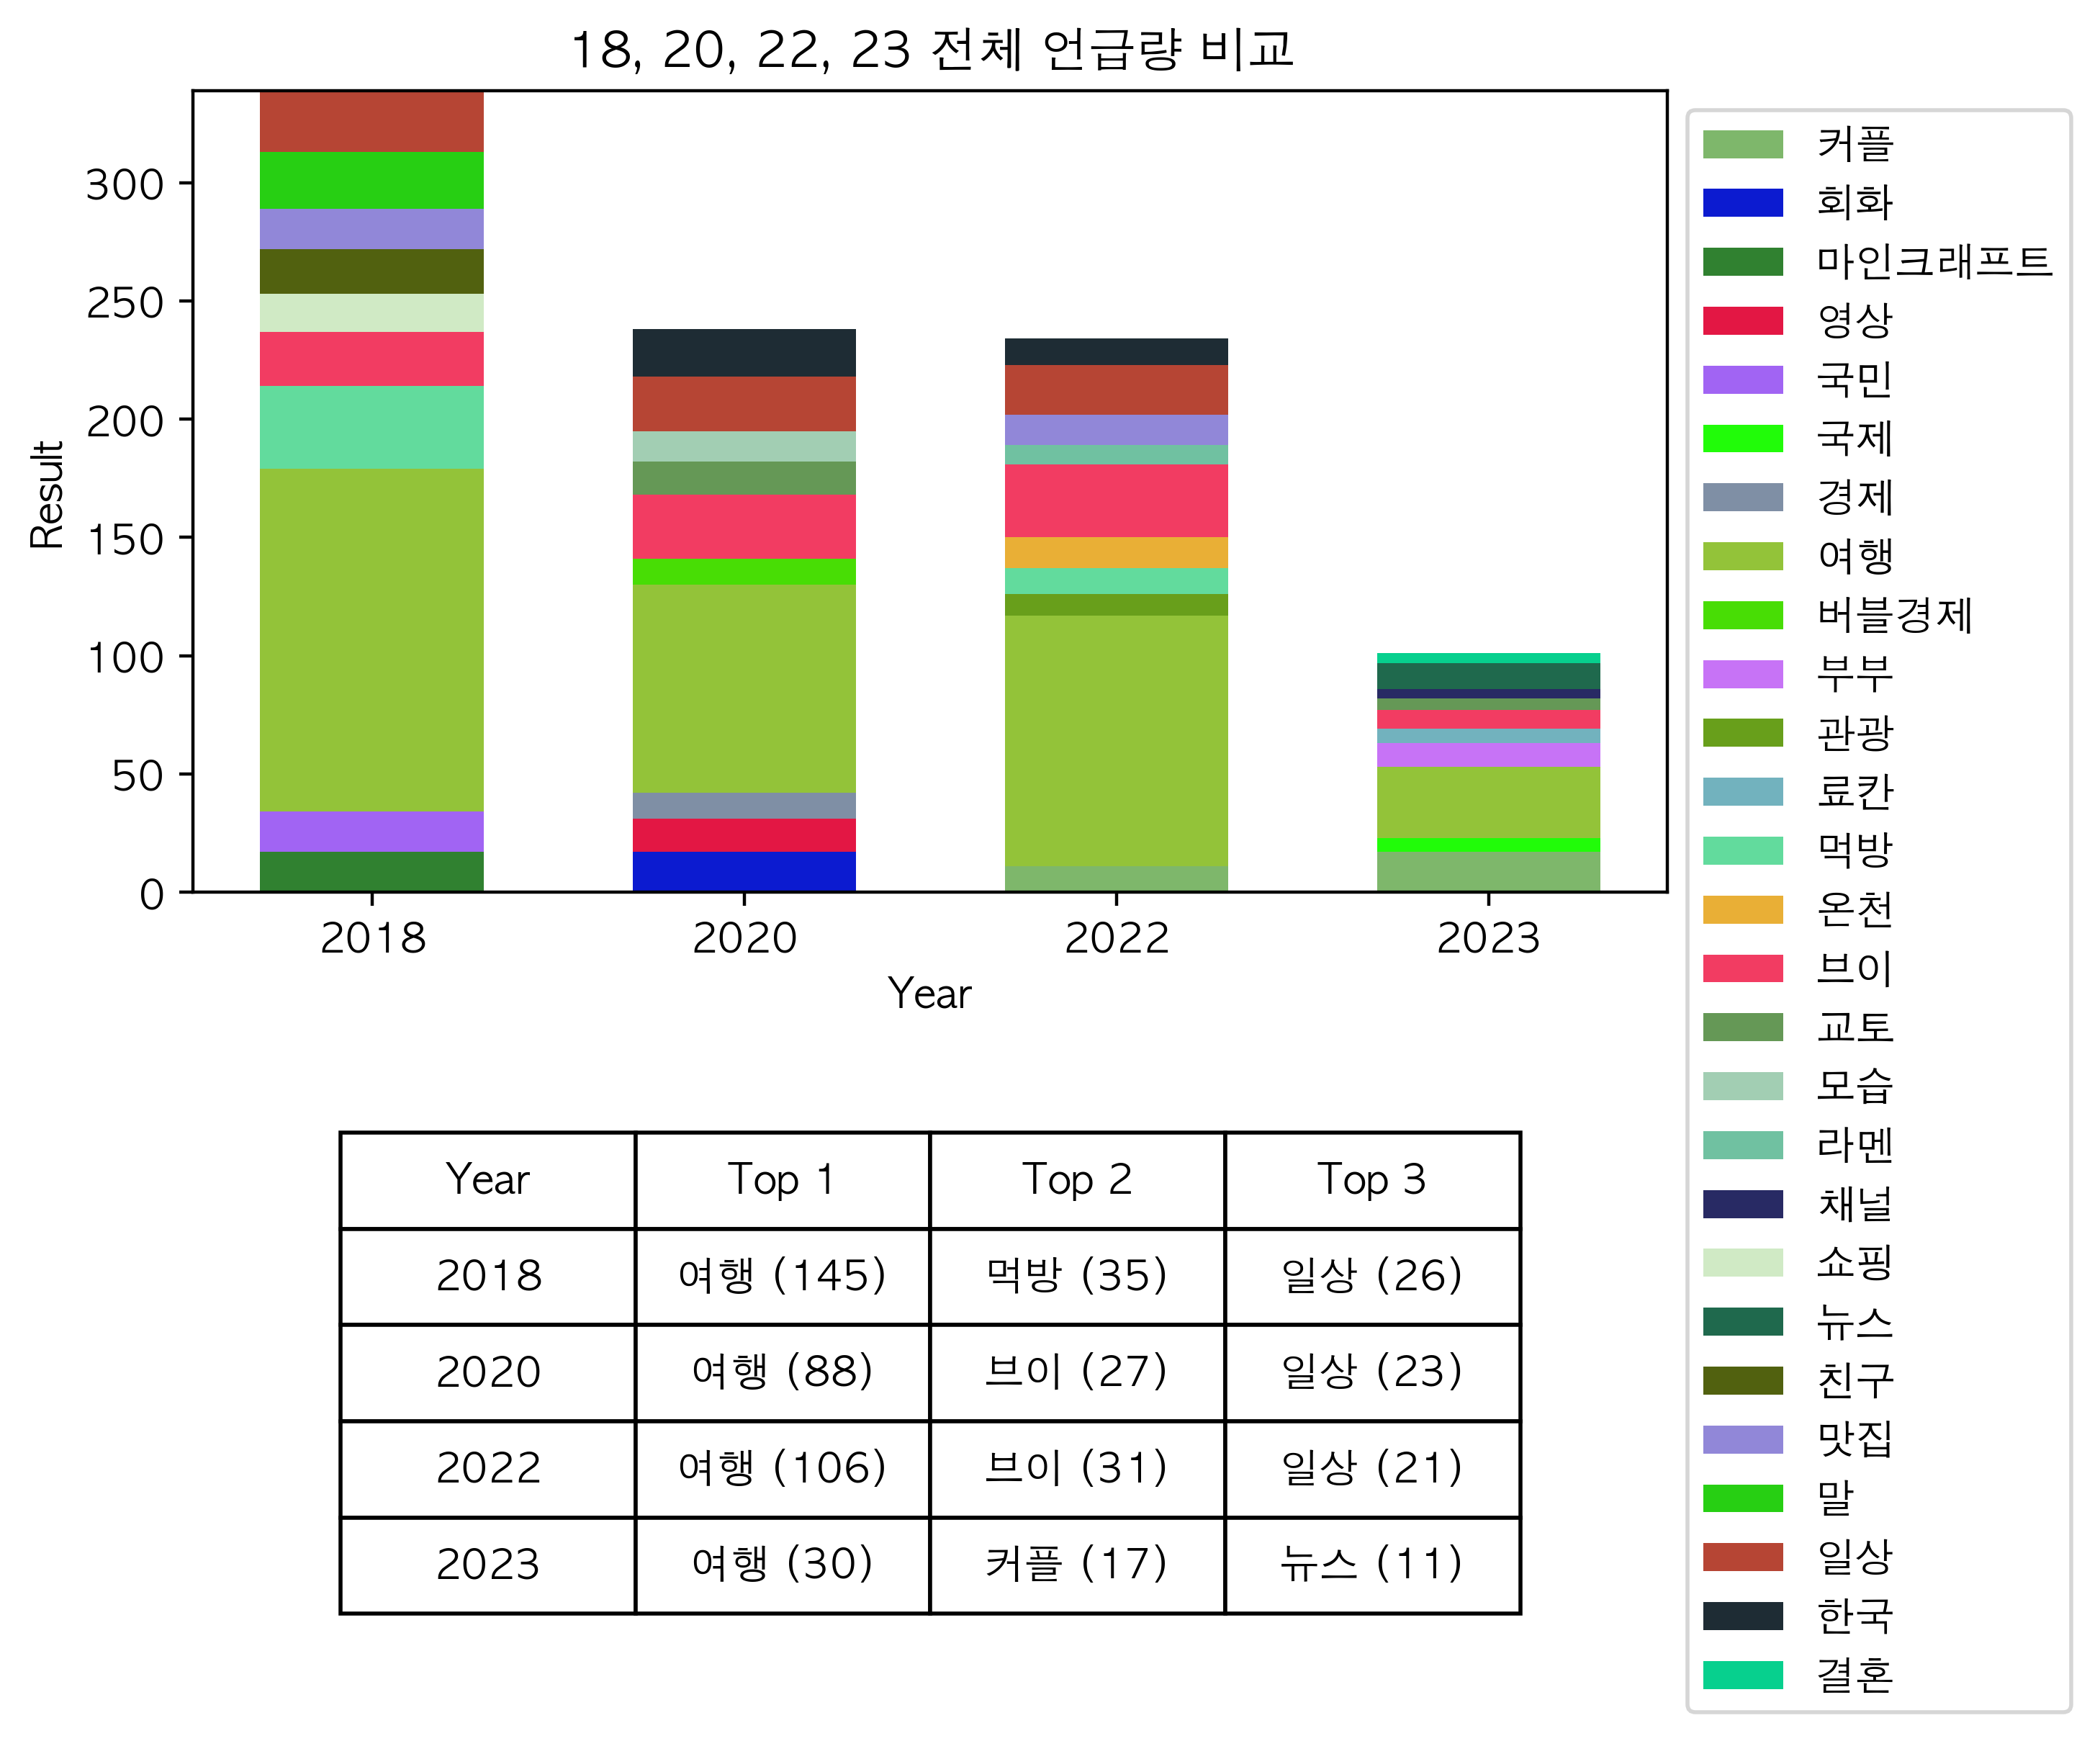 18, 20, 22, 23 전체 언급량 비교
Result
300
250
200
150
100
50
0
2018 2020 2022 2023
Year
커플
회화
마인크래프트
영상
국민
국제
경제
여행
버블경제
부부
관광
료칸
먹방
온천
브이
교토
모습
라멘
채널
쇼핑
뉴스
친구
맛집
말
일상
한국
결혼
Year Top 1 Top 2 Top 3
2018 여행 (145) 먹방 (35) 일상 (26)
2020 여행 (88) 브이 (27) 일상 (23)
2022 여행 (106) 브이 (31) 일상 (21)
2023 여행 (30) 커플 (17) 뉴스 (11)